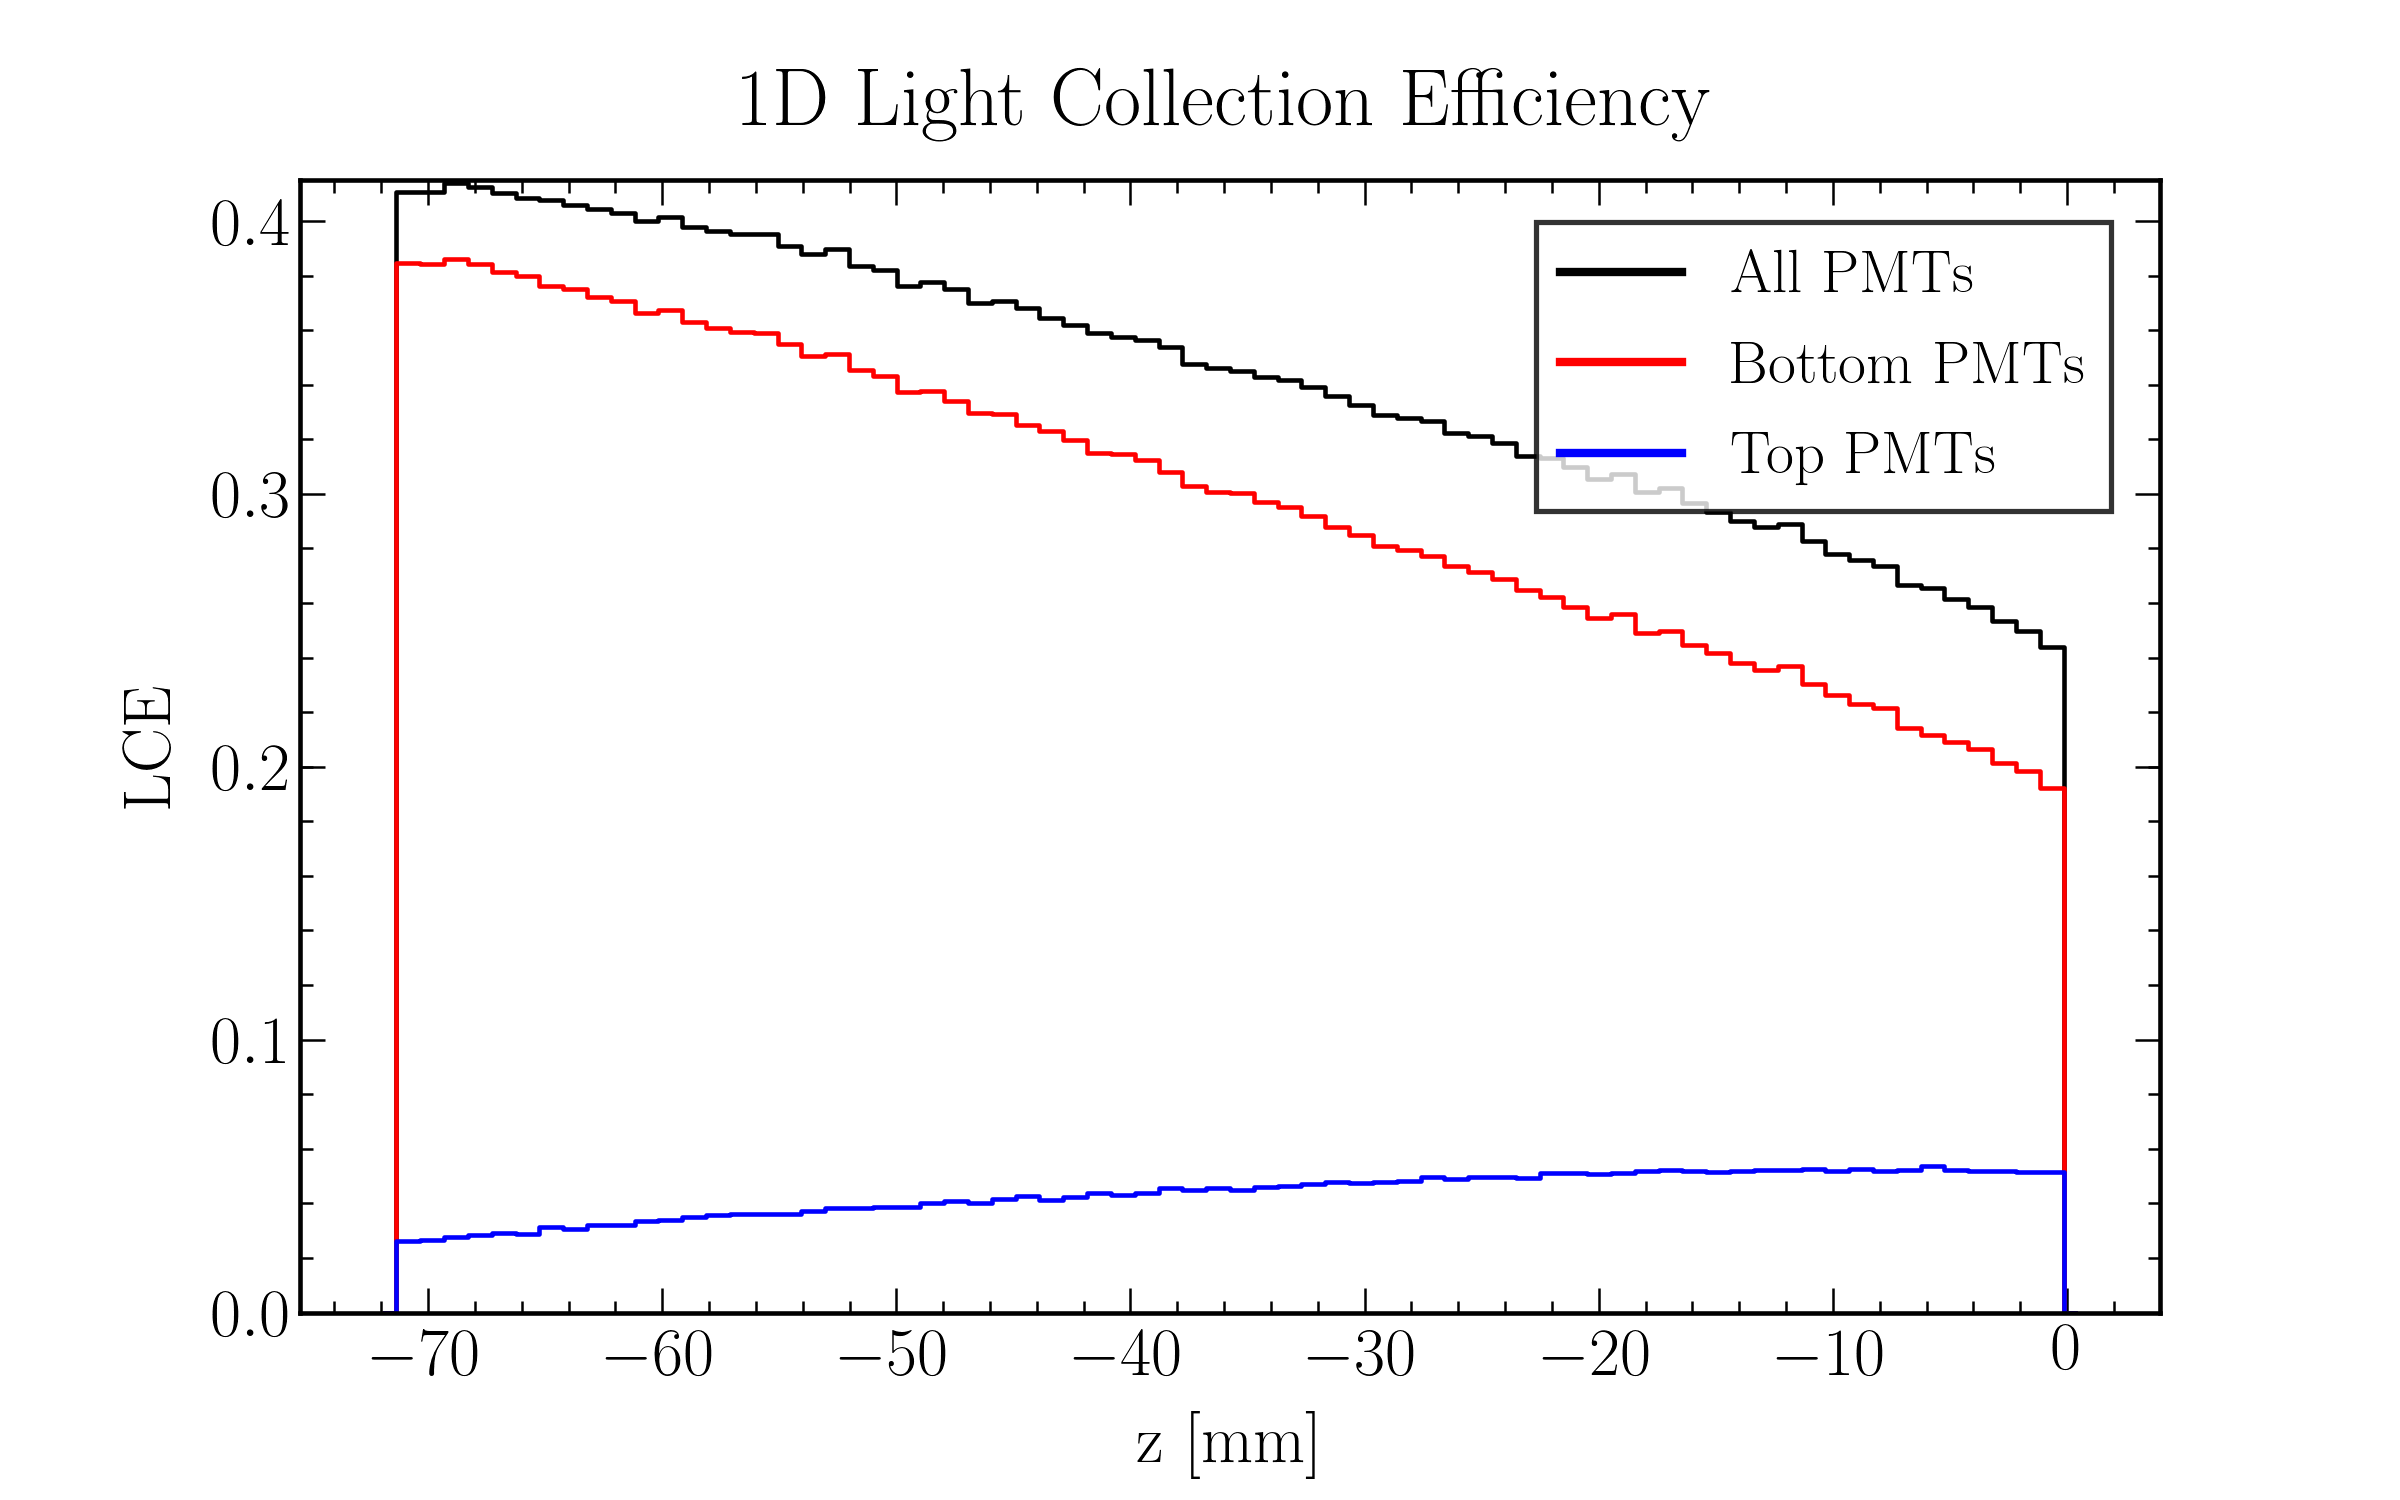 1D Light Collection Efficiency
All PMTs
Bottom PMTs
Top PMTs
LCE
0.4
0.3
0.2
0.1
0.0
−70 −60 −50 −40 −30 −20 −10 0
z [mm]